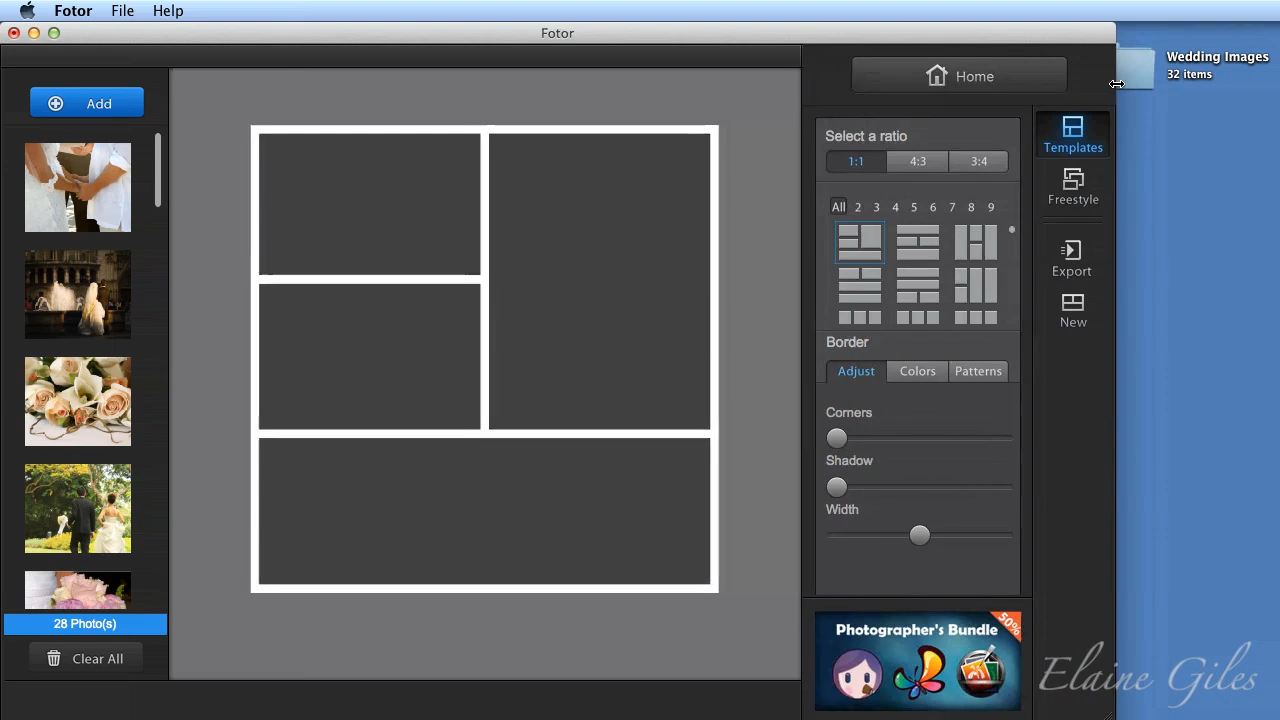 Fotor File Help
Fotor
Wedding Images
32 items
Home
Add
Select a ratio
1:1 4:3 3:4
All 2 3 4 5 6 7 8 9
Templates
Freestyle
Export
New
Border
Adjust Colors Patterns
Corners
Shadow
Width
28 Photo(s)
Clear All
50%
Photographer's Bundle
Elaine Giles